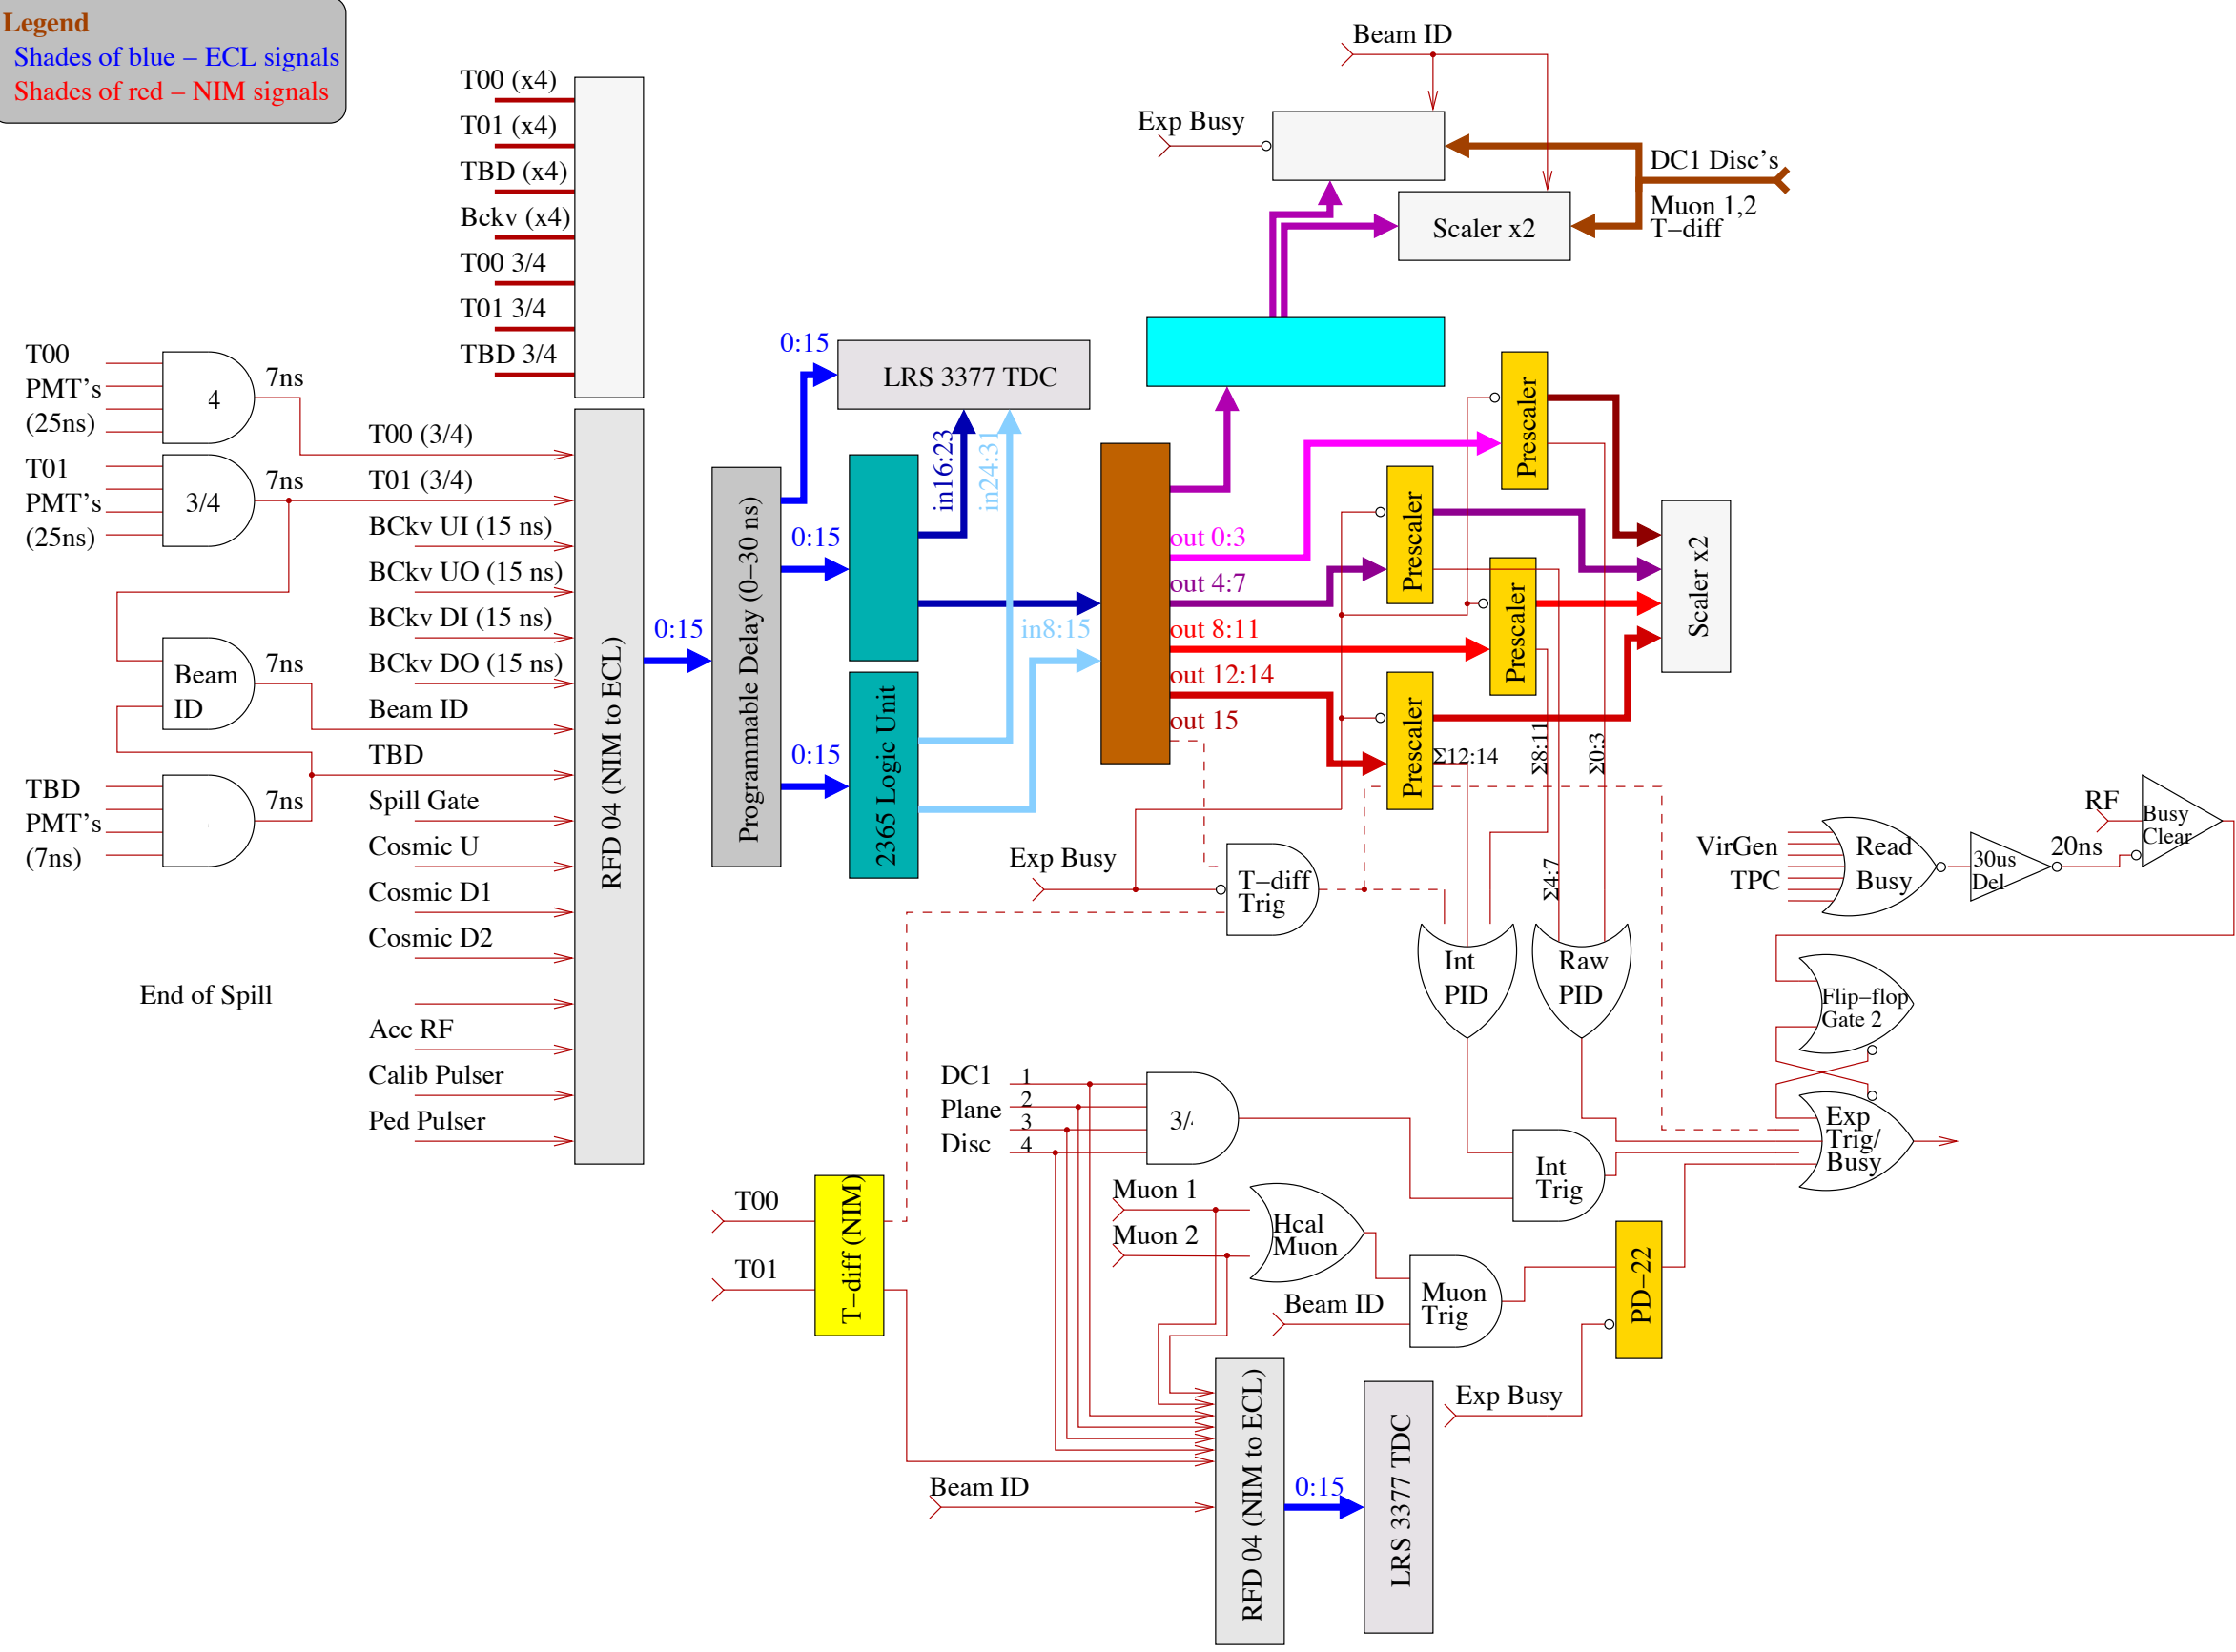 Legend
Shades of blue – ECL signals
Shades of red – NIM signals
T00 (x4)
T01 (x4)
TBD (x4)
Bckv (x4)
T00 3/4
T01 3/4
TBD 3/4
T00
PMT's
(25ns)
4
7ns
T01
PMT's
(25ns)
3/4
7ns
Beam
ID
7ns
TBD
PMT's
(7ns)
7ns
End of Spill
T00 (3/4)
T01 (3/4)
BCkv UI (15 ns)
BCkv UO (15 ns)
BCkv DI (15 ns)
BCkv DO (15 ns)
Beam ID
TBD
Spill Gate
Cosmic U
Cosmic D1
Cosmic D2
Acc RF
Calib Pulser
Ped Pulser
RFD 04 (NIM to ECL)
0:15
Programmable Delay (0–30 ns)
0:15
0:15
0:15
LRS 3377 TDC
in16:23
in24:31
in8:15
2365 Logic Unit
Beam ID
Exp Busy
Scaler x2
DC1 Disc's
Muon 1,2
T–diff
out 0:3
out 4:7
out 8:11
out 12:14
out 15
Prescaler
Prescaler
Prescaler
Prescaler
Scaler x2
Σ12:14
Σ8:11
Σ0:3
Σ4:7
Exp Busy
T–diff
Trig
Int
PID
Raw
PID
VirGen
TPC
Read
Busy
30us
Del
20ns
RF
Busy
Clear
Flip–flop
Gate 2
Exp
Trig/
Busy
DC1
Plane
Disc
1
2
3
4
3/4
Int
Trig
T00
T01
T–diff (NIM)
Muon 1
Muon 2
Hcal
Muon
Beam ID
Muon
Trig
PD–22
Exp Busy
Beam ID
RFD 04 (NIM to ECL)
0:15
LRS 3377 TDC